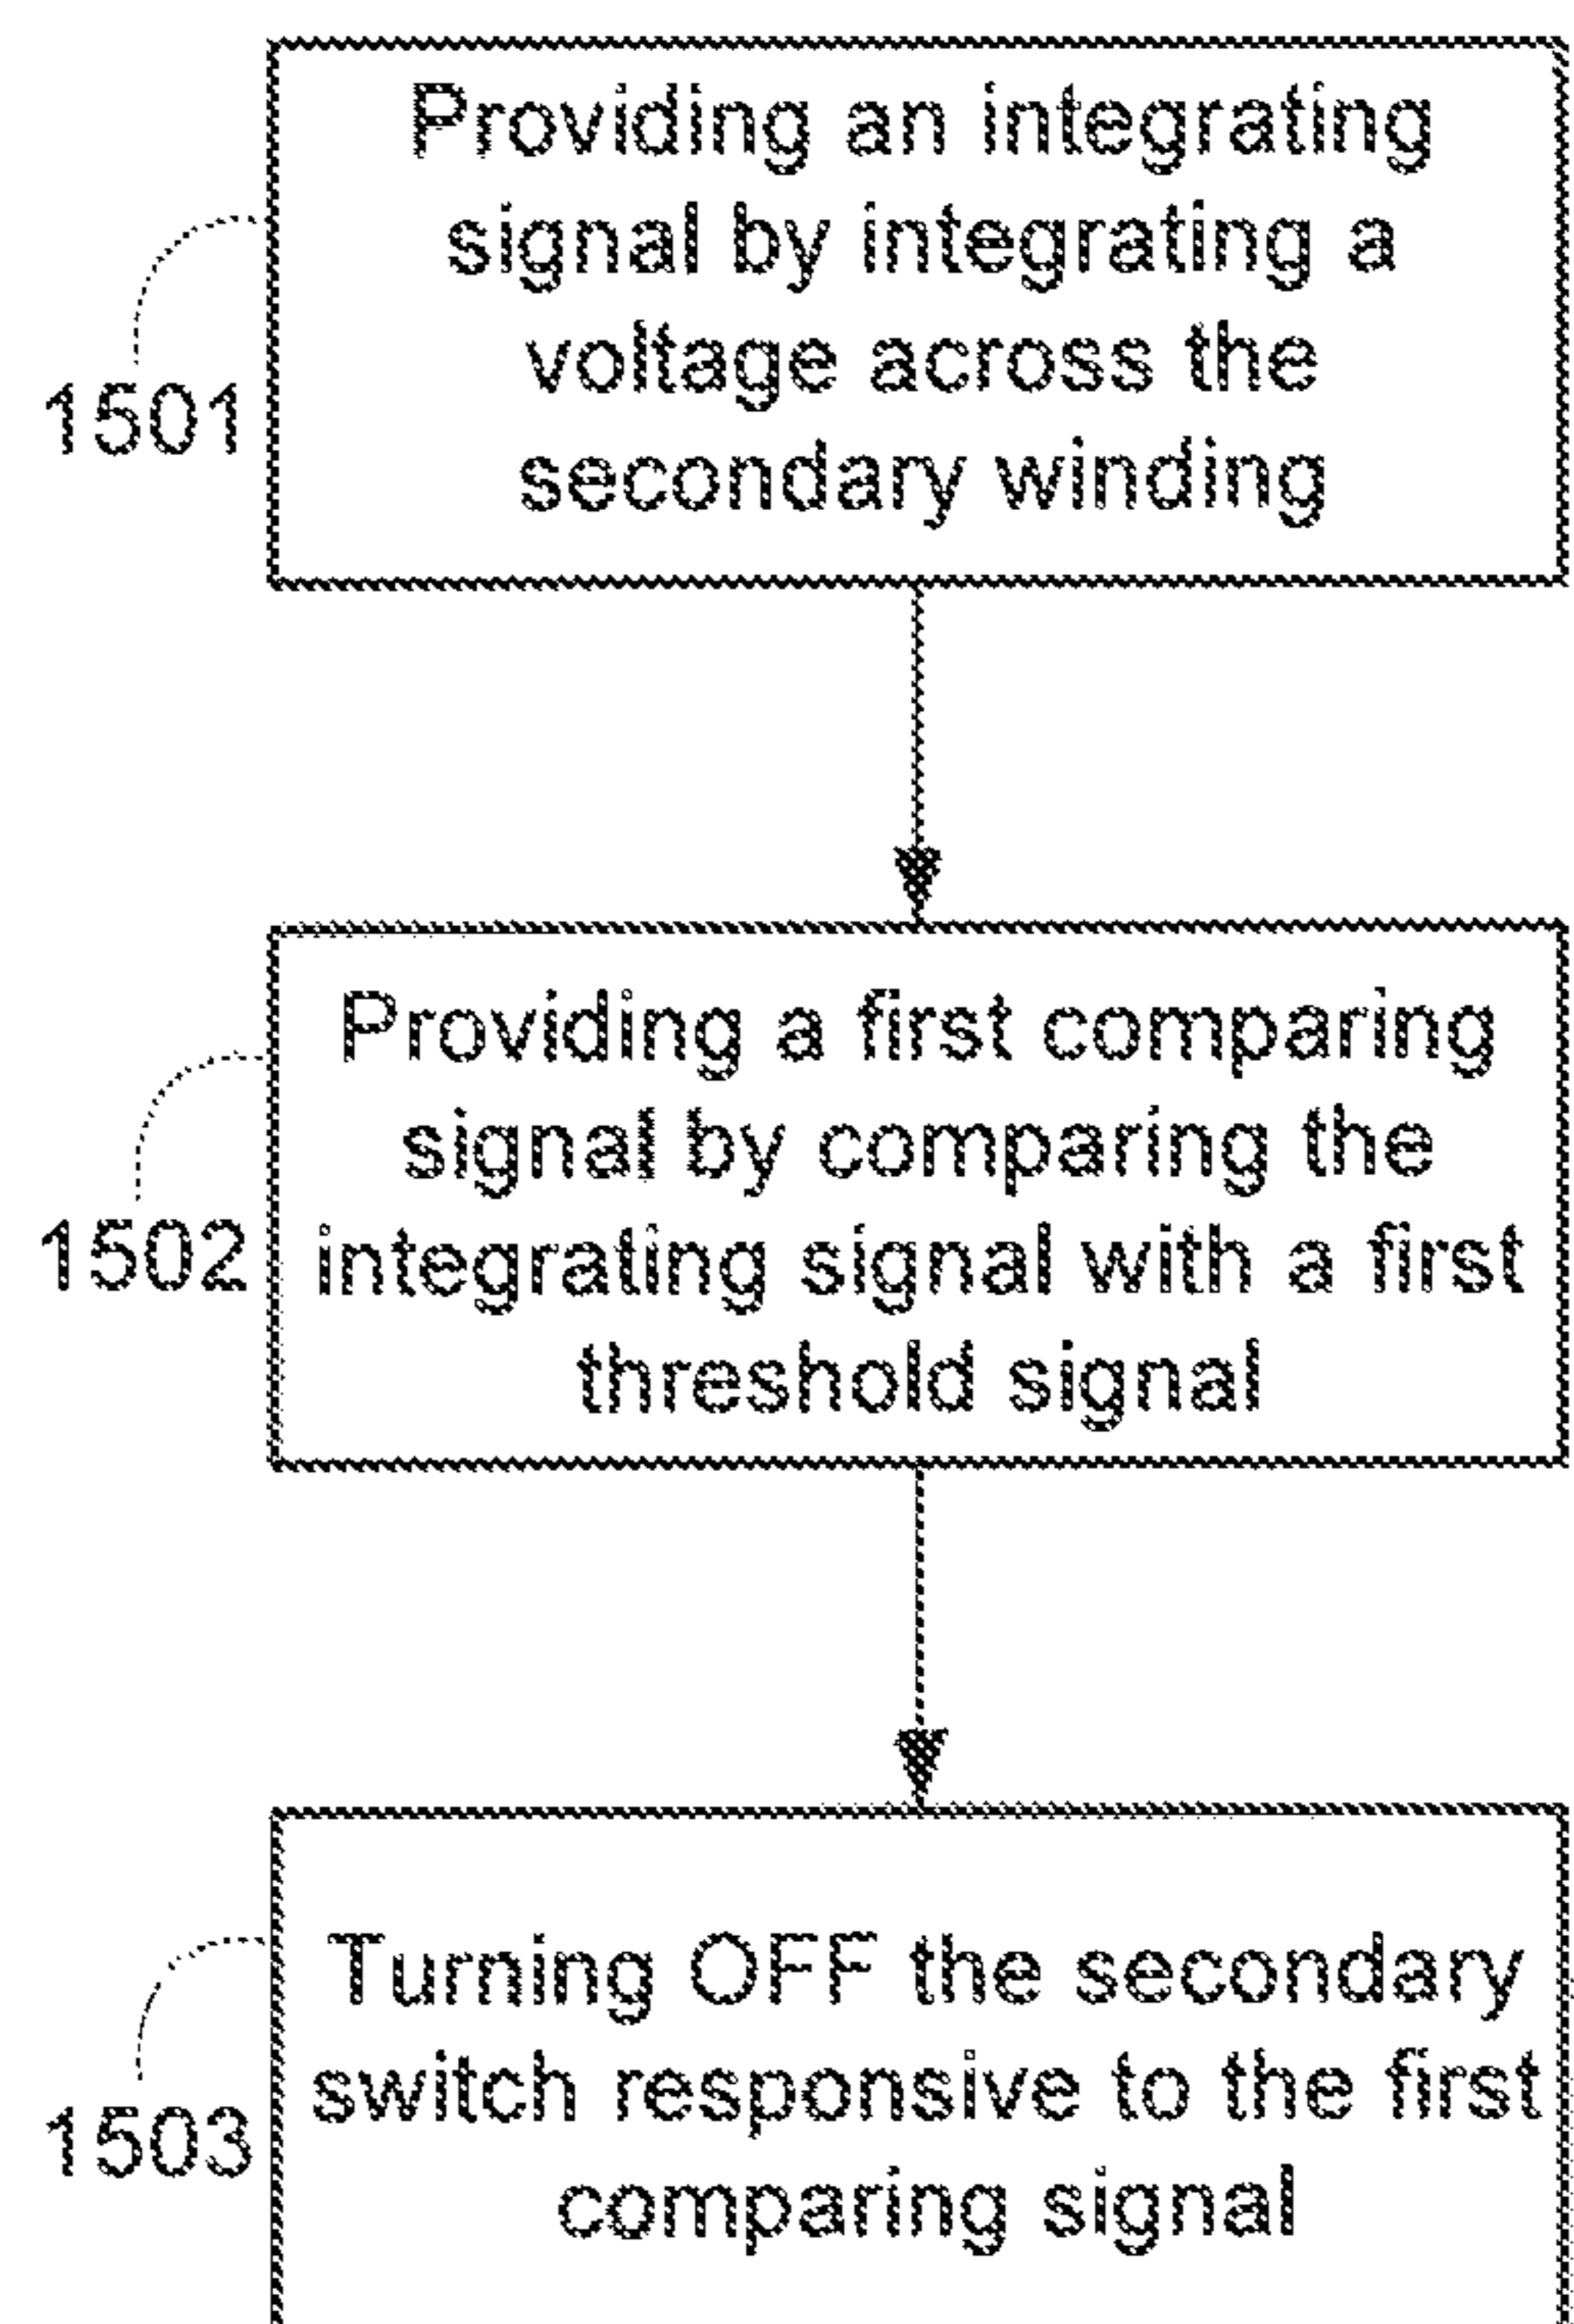 Providing an integrating
signal by integrating a
voltage across the
secondary winding
1501
Providing a first comparing
signal by comparing the
integrating signal with a first
threshold signal
1502
Turning OFF the secondary
switch responsive to the first
comparing signal
1503